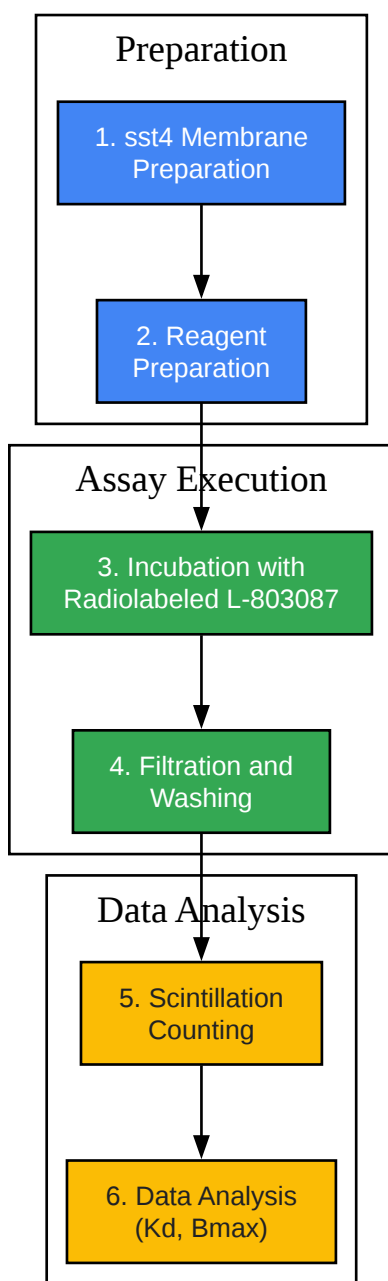 Preparation
1. sst4 Membrane
Preparation
2. Reagent
Preparation
Assay Execution
3. Incubation with
Radiolabeled L-803087
4. Filtration and
Washing
Data Analysis
5. Scintillation
Counting
6. Data Analysis
(Kd, Bmax)